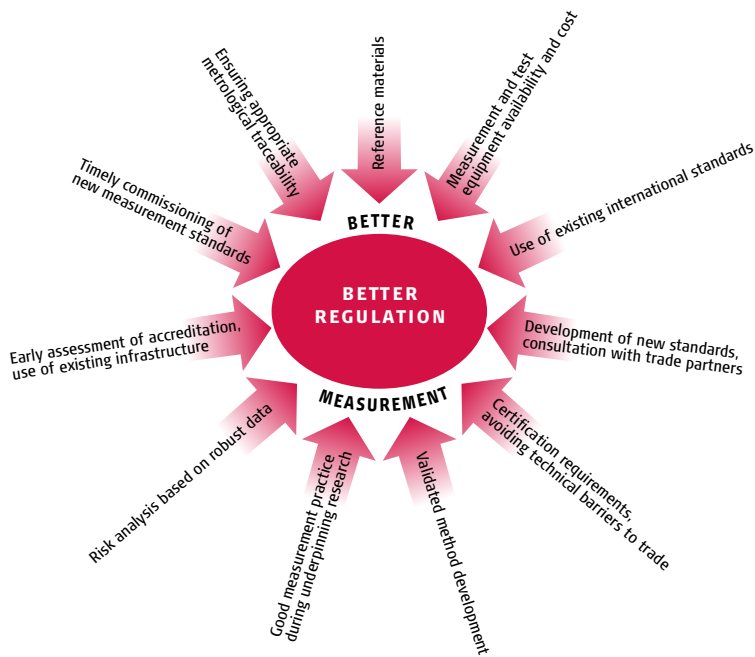 Reference materials
Measurement and test
equipment availability and cost
Use of existing international standards
Development of new standards,
consultation with trade partners
Certification requirements,
avoiding technical barriers to trade
Validated method development
Good measurement practice
during underpinning research
Risk analysis based on robust data
Early assessment of accreditation,
use of existing infrastructure
Timely commissioning of
new measurement standards
Ensuring appropriate
metrological traceability
BETTER
BETTER
REGULATION
MEASUREMENT